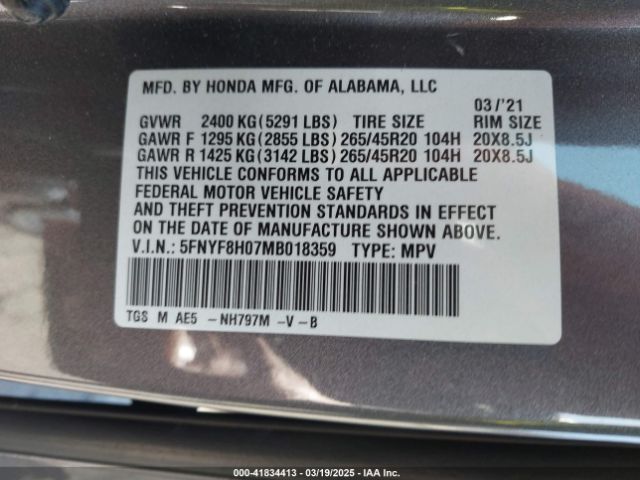 MFD. BY HONDA MFG. OF ALABAMA, LLC
03/'21
GVWR 2400 KG (5291 LBS) TIRE SIZE RIM SIZE
GAWR F 1295 KG (2855 LBS) 265/45R20 104H 20X8.5J
GAWR R 1425 KG (3142 LBS) 265/45R20 104H 20X8.5J
THIS VEHICLE CONFORMS TO ALL APPLICABLE
FEDERAL MOTOR VEHICLE SAFETY
AND THEFT PREVENTION STANDARDS IN EFFECT
ON THE DATE OF MANUFACTURE SHOWN ABOVE.
V.I.N.: 5FNYF8H07MB018359 TYPE: MPV
TGS M AE5 -NH797M -V-B
© - 41834413 - 03/19/2025 - IAA Inc.